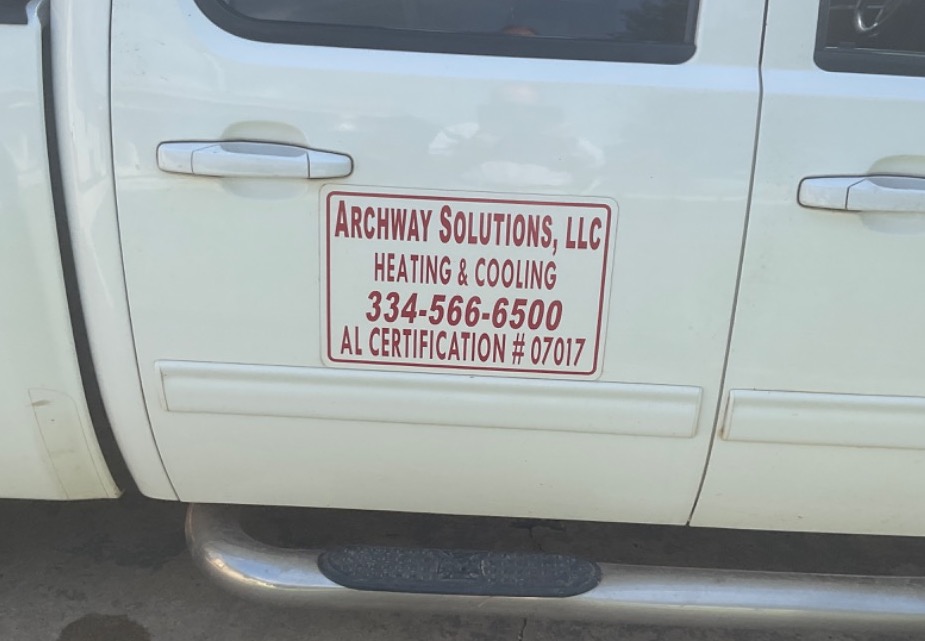 ARCHWAY SOLUTIONS, LLC
HEATING & COOLING
334-566-6500
AL CERTIFICATION # 07017